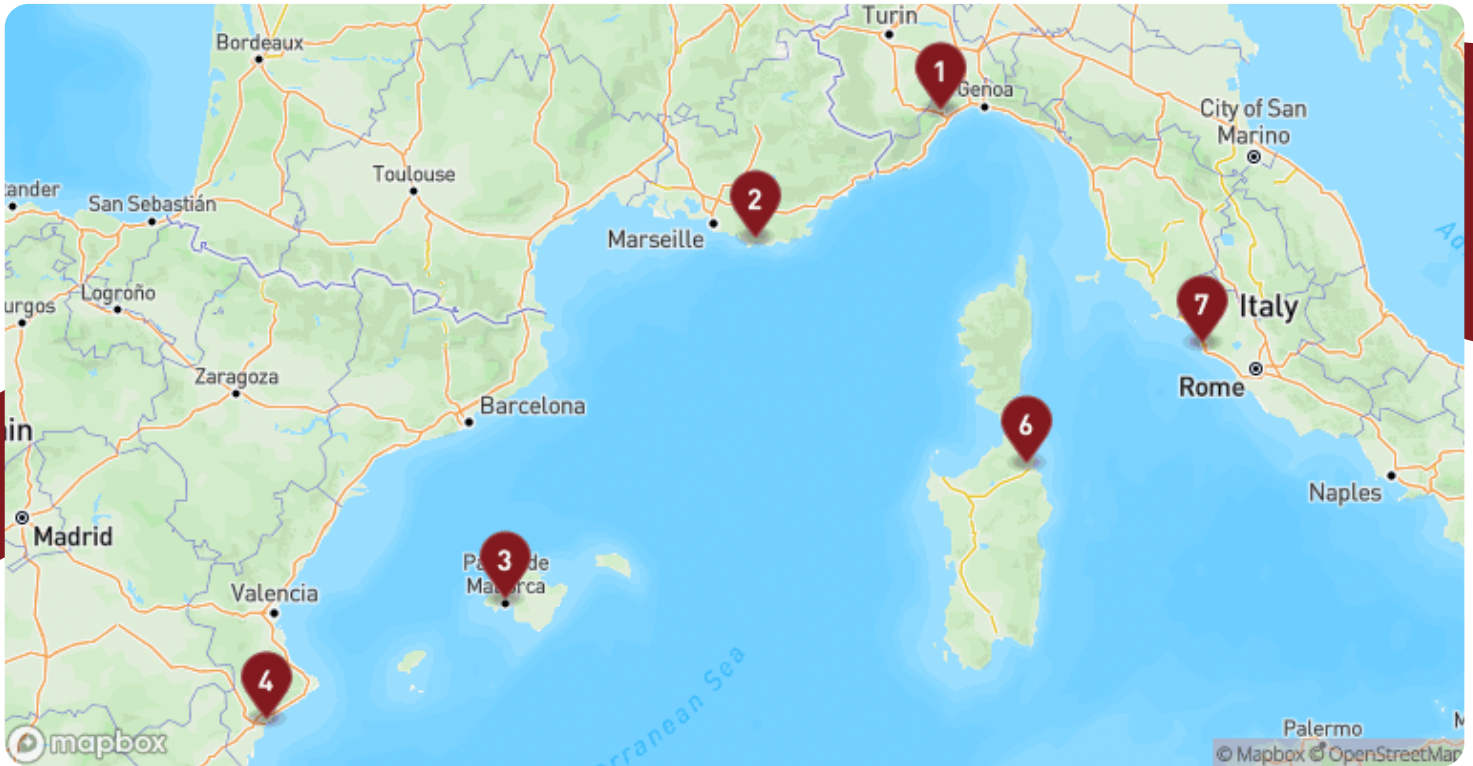 Turin
Bordeaux
1
Genoa
City of San
Marino
Toulouse
tander
San Sebastián
2
Marseille
Logroño
urgos
7
Italy
Zaragoza
Rome
Barcelona
6
in
Naples
Madrid
3
Valencia
4
Palermo
mapbox
© Mapbox © OpenStreetMap